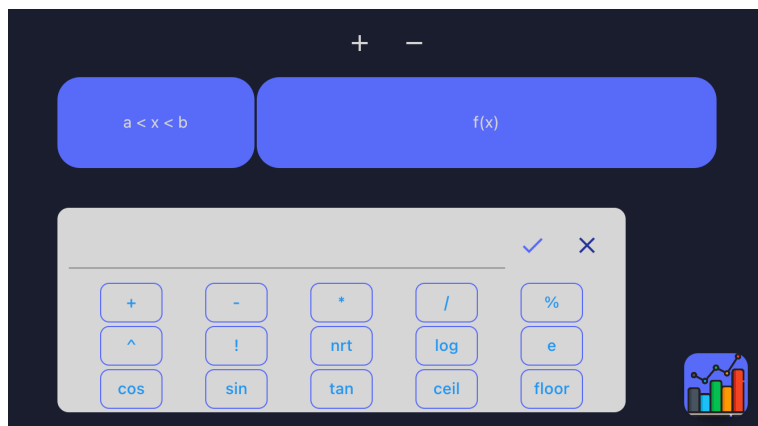 + −
a < x < b f(x)
+ - * / %
^ ! nrt log e
cos sin tan ceil floor